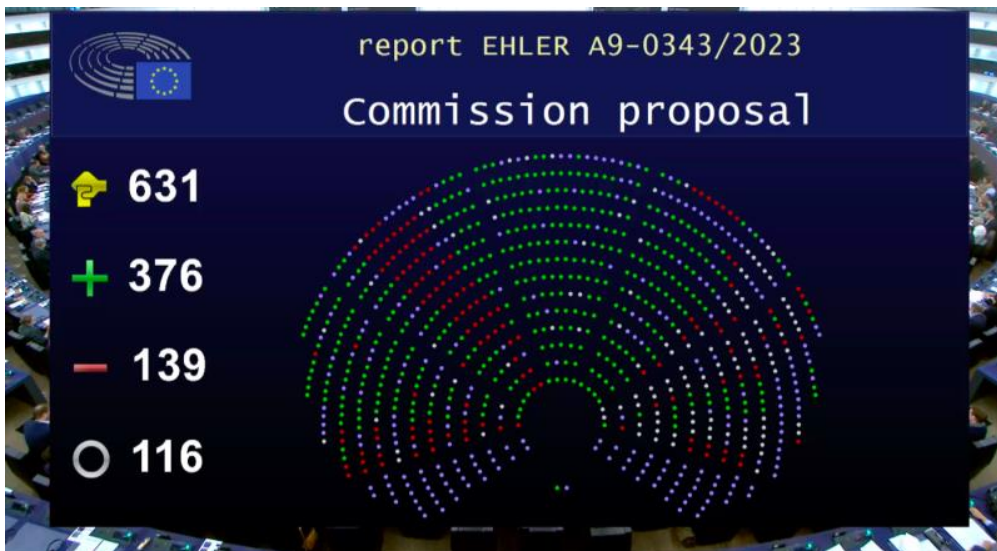 report EHLER A9-0343/2023
Commission proposal
631
+ 376
- 139
116